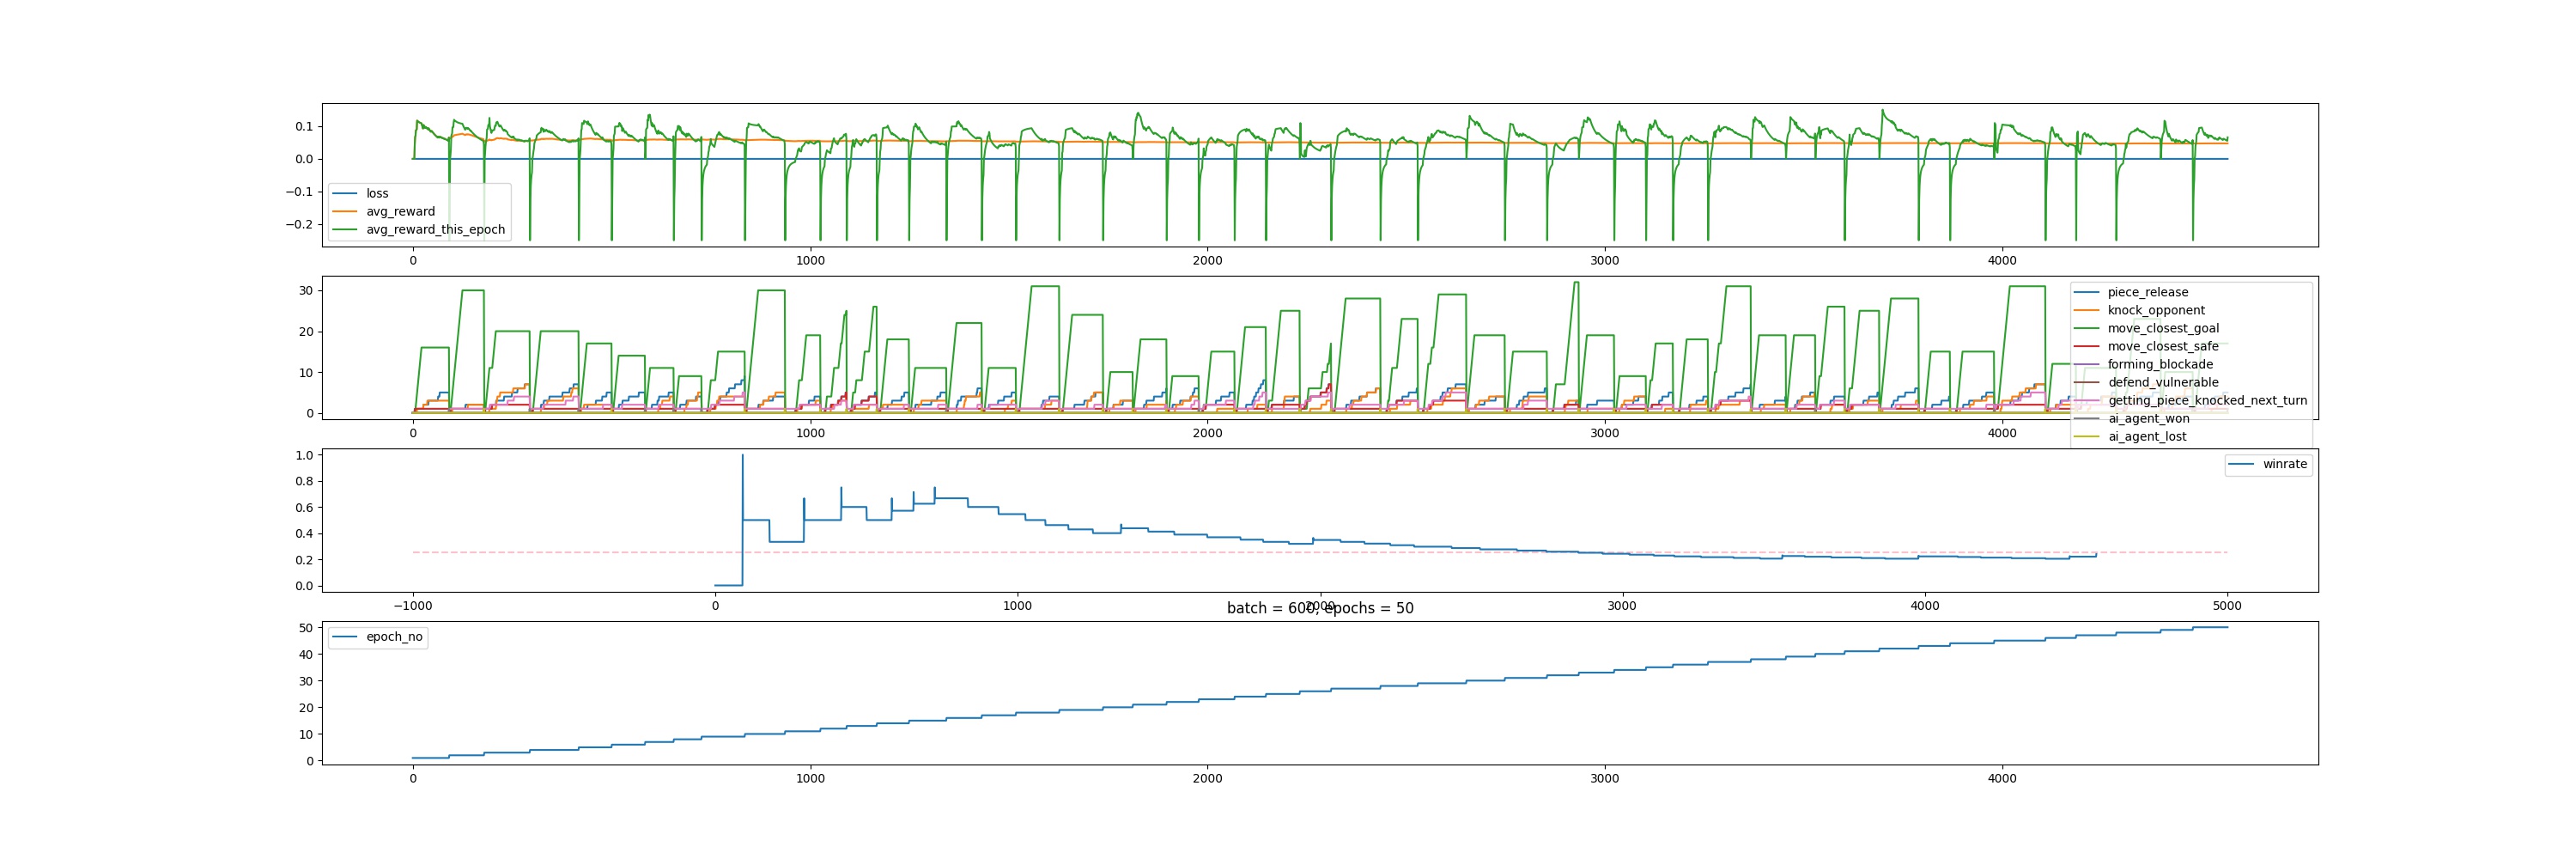 0.1
0.0
−0.1
−0.2
loss
avg_reward
avg_reward_this_epoch
0 1000 2000 3000 4000
30
20
10
0
piece_release
knock_opponent
move_closest_goal
move_closest_safe
forming_blockade
defend_vulnerable
getting_piece_knocked_next_turn
ai_agent_won
ai_agent_lost
0 1000 2000 3000 4000
1.0
0.8
0.6
0.4
0.2
0.0
winrate
−1000 0 1000 2000 3000 4000 5000
batch = 600, epochs = 50
50
40
30
20
10
0
epoch_no
0 1000 2000 3000 4000